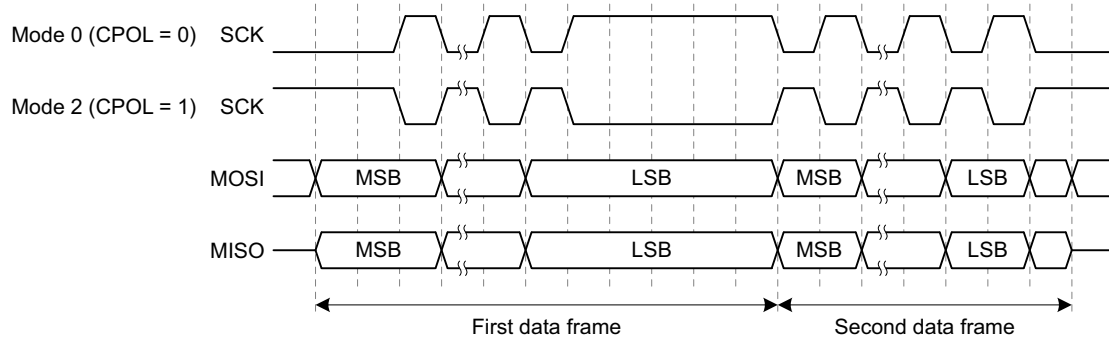 Mode 0 (CPOL = 0) SCK
Mode 2 (CPOL = 1) SCK
MOSI MSB LSB MSB LSB
MISO MSB LSB MSB LSB
First data frame Second data frame